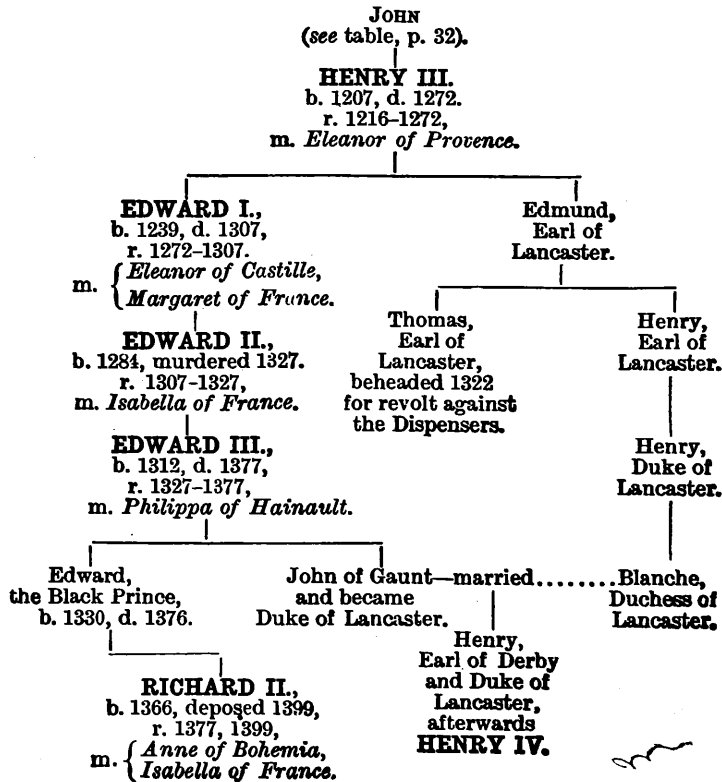 JOHN
(see table, p. 32).
HENRY III.
b. 1207, d. 1272.
r. 1216–1272,
m. Eleanor of Provence.
EDWARD I.,
b. 1239, d. 1307,
r. 1272–1307.
m. { Eleanor of Castille,
Margaret of France.
Edmund,
Earl of
Lancaster.
EDWARD II.,
b. 1284, murdered 1327.
r. 1307–1327,
m. Isabella of France.
Thomas,
Earl of
Lancaster,
beheaded 1322
for revolt against
the Dispensers.
Henry,
Earl of
Lancaster.
EDWARD III.,
b. 1312, d. 1377,
r. 1327–1377,
m. Philippa of Hainault.
Henry,
Duke of
Lancaster.
Edward,
the Black Prince,
b. 1330, d. 1376.
John of Gaunt—married........Blanche,
and became
Duke of Lancaster.
Duchess of
Lancaster.
RICHARD II.,
b. 1366, deposed 1399,
r. 1377, 1399,
m. { Anne of Bohemia,
Isabella of France.
Henry,
Earl of Derby
and Duke of
Lancaster,
afterwards
HENRY IV.